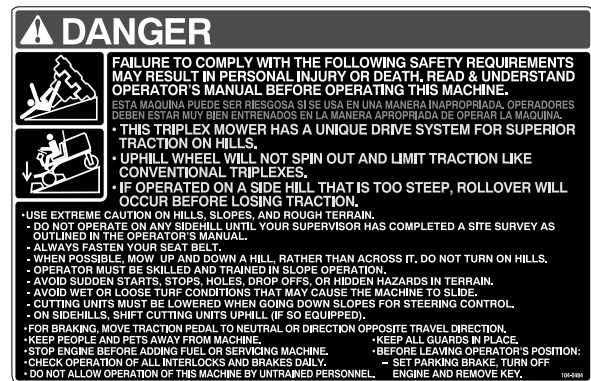 DANGER
FAILURE TO COMPLY WITH THE FOLLOWING SAFETY REQUIREMENTS
MAY RESULT IN PERSONAL INJURY OR DEATH. READ & UNDERSTAND
OPERATOR'S MANUAL BEFORE OPERATING THIS MACHINE.
ESTA MAQUINA PUEDE SER RIESGOSA SI SE USA EN UNA MANERA INAPROPRIADA. OPERADORES
DEBEN ESTAR MUY BIEN ENTRENADOS EN LA MANERA APROPRIADA DE OPERAR LA MAQUINA.
• THIS TRIPLEX MOWER HAS A UNIQUE DRIVE SYSTEM FOR SUPERIOR
TRACTION ON HILLS.
• UPHILL WHEEL WILL NOT SPIN OUT AND LIMIT TRACTION LIKE
CONVENTIONAL TRIPLEXES.
• IF OPERATED ON A SIDE HILL THAT IS TOO STEEP, ROLLOVER WILL
OCCUR BEFORE LOSING TRACTION.
• USE EXTREME CAUTION ON HILLS, SLOPES, AND ROUGH TERRAIN.
- DO NOT OPERATE ON ANY SIDEHILL UNTIL YOUR SUPERVISOR HAS COMPLETED A SITE SURVEY AS
OUTLINED IN THE OPERATOR'S MANUAL.
- ALWAYS FASTEN YOUR SEAT BELT.
- WHEN POSSIBLE, MOW UP AND DOWN A HILL, RATHER THAN ACROSS IT. DO NOT TURN ON HILLS.
- OPERATOR MUST BE SKILLED AND TRAINED IN SLOPE OPERATION.
- AVOID SUDDEN STARTS, STOPS, HOLES, DROP OFFS, OR HIDDEN HAZARDS IN TERRAIN.
- AVOID WET OR LOOSE TURF CONDITIONS THAT MAY CAUSE THE MACHINE TO SLIDE.
- CUTTING UNITS MUST BE LOWERED WHEN GOING DOWN SLOPES FOR STEERING CONTROL.
- ON SIDEHILLS, SHIFT CUTTING UNITS UPHILL (IF SO EQUIPPED).
• FOR BRAKING, MOVE TRACTION PEDAL TO NEUTRAL OR DIRECTION OPPOSITE TRAVEL DIRECTION.
• KEEP PEOPLE AND PETS AWAY FROM MACHINE.
• STOP ENGINE BEFORE ADDING FUEL OR SERVICING MACHINE.
• CHECK OPERATION OF ALL INTERLOCKS AND BRAKES DAILY.
• DO NOT ALLOW OPERATION OF THIS MACHINE BY UNTRAINED PERSONNEL.
• KEEP ALL GUARDS IN PLACE.
• BEFORE LEAVING OPERATOR'S POSITION:
- SET PARKING BRAKE, TURN OFF
ENGINE AND REMOVE KEY.
104-0484